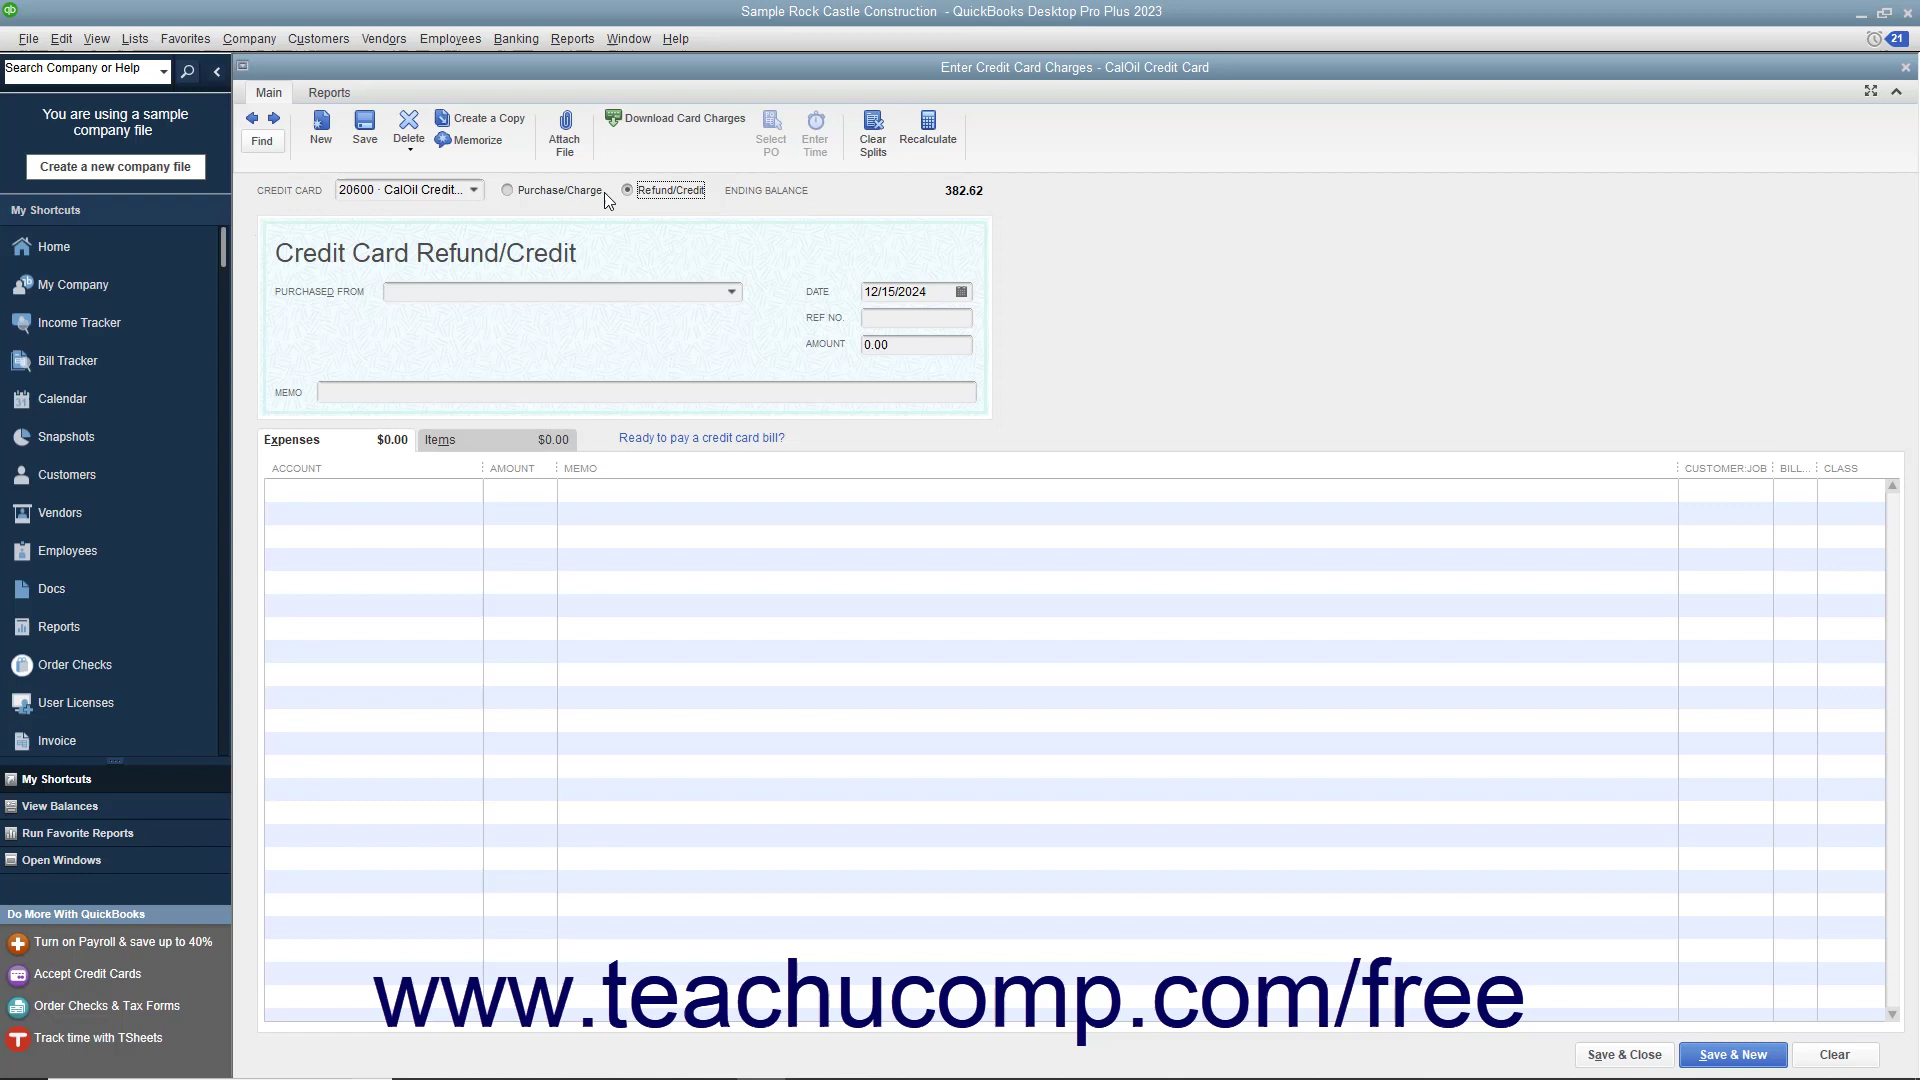 Sample Rock Castle Construction - QuickBooks Desktop Pro Plus 2023
File Edit View Lists Favorites Company Customers Vendors Employees Banking Reports Window Help
21
Search Company or Help
Enter Credit Card Charges - CalOil Credit Card
You are using a sample
company file
Create a new company file
My Shortcuts
Home
My Company
Income Tracker
Bill Tracker
Calendar
Snapshots
Customers
Vendors
Employees
Docs
Reports
Order Checks
User Licenses
Invoice
My Shortcuts
View Balances
Run Favorite Reports
Open Windows
Do More With QuickBooks
Turn on Payroll & save up to 40%
Accept Credit Cards
Order Checks & Tax Forms
Track time with TSheets
Main Reports
Find
New
Save
Delete
Create a Copy
Memorize
Attach
File
Download Card Charges
Select
PO
Enter
Time
Clear
Splits
Recalculate
CREDIT CARD 20600 · CalOil Credit... Purchase/Charge Refund/Credit ENDING BALANCE 382.62
Credit Card Refund/Credit
PURCHASED FROM
DATE 12/15/2024
REF NO.
AMOUNT 0.00
MEMO
Expenses $0.00 Items $0.00 Ready to pay a credit card bill?
ACCOUNT AMOUNT MEMO CUSTOMER:JOB BILL... CLASS
www.teachucomp.com/free
Save & Close Save & New Clear